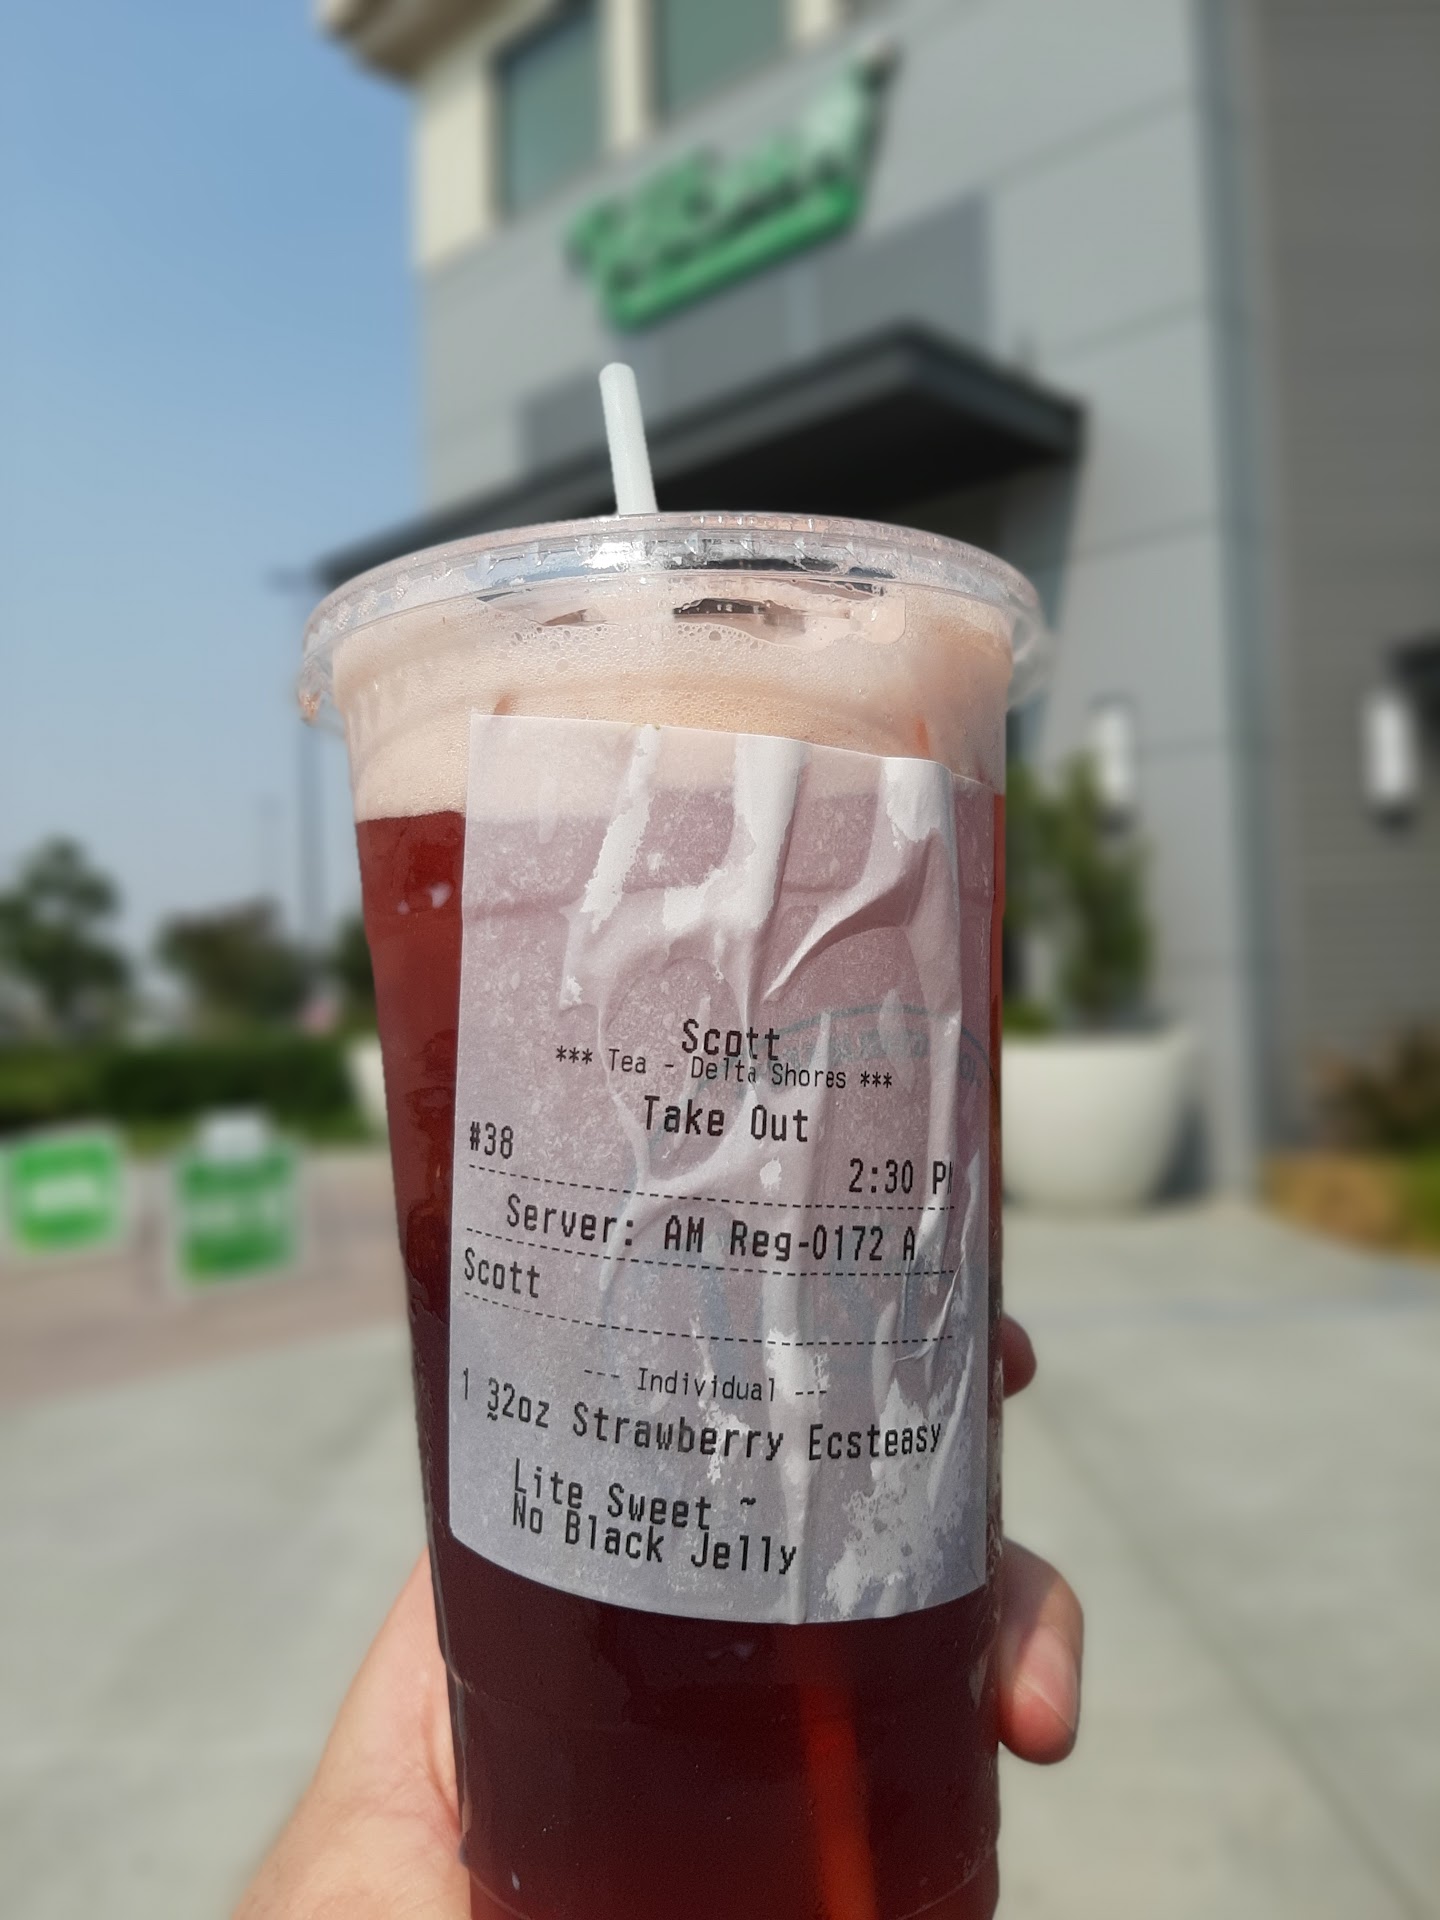 Scott
*** Tea - Delta Shores ***
Take Out
#38 2:30 P
Server: AM Reg-0172 A
Scott
--- Individual ---
1 32oz Strawberry Ecsteasy
Lite Sweet ~
No Black Jelly